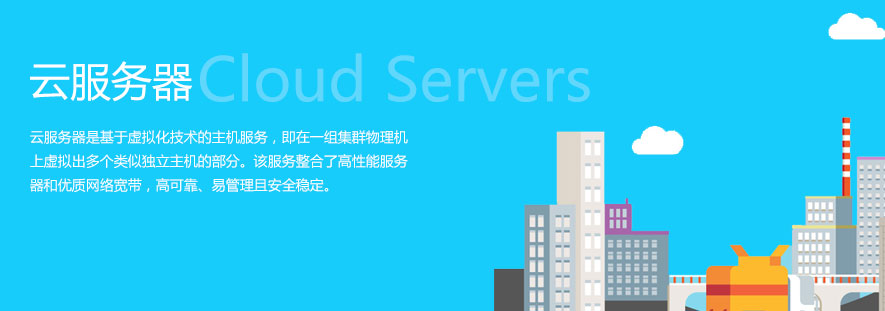 云服务器Cloud Servers
云服务器是基于虚拟化技术的主机服务，即在一组集群物理机
上虚拟出多个类似独立主机的部分。该服务整合了高性能服务
器和优质网络宽带，高可靠、易管理且安全稳定。